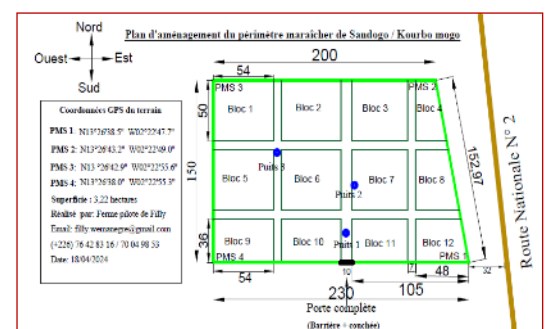 Nord
Plan d'aménagement du périmètre maraîcher de Sandogo / Kourbo mogo
Ouest Est
Sud
200
54
PMS 3
PMS 2
50
Bloc 1
Bloc 2
Bloc 3
Bloc 4
Coordonnées GPS du terrain
PMS 1 N13°26'38.5" W02°22'47.7"
PMS 2: N13°26'43.2" W02°22'49.0"
PMS 3: N13°26'42.9" W02°22'55.6"
PMS 4: N13°26'38.0" W02°22'55.3"
Superficie : 3,22 hectares
Réalisé par: Ferme pilote de Filly
Email: filly.wemanegre@gmail.com
(+226) 76 42 83 16 / 70 04 98 53
Date: 18/04/2024
150
152,97
Puits 3
Bloc 5
Bloc 6
Bloc 7
Bloc 8
Puits 2
Route Nationale N° 2
36
Bloc 9
Bloc 10
Puits 1
Bloc 11
Bloc 12
PMS 4
PMS 1
54
10
7
48
32
230
105
Porte complète
(Barrière + conchée)